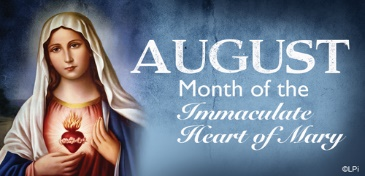 AUGUST
Month of the
Immaculate
Heart of Mary
©LPi